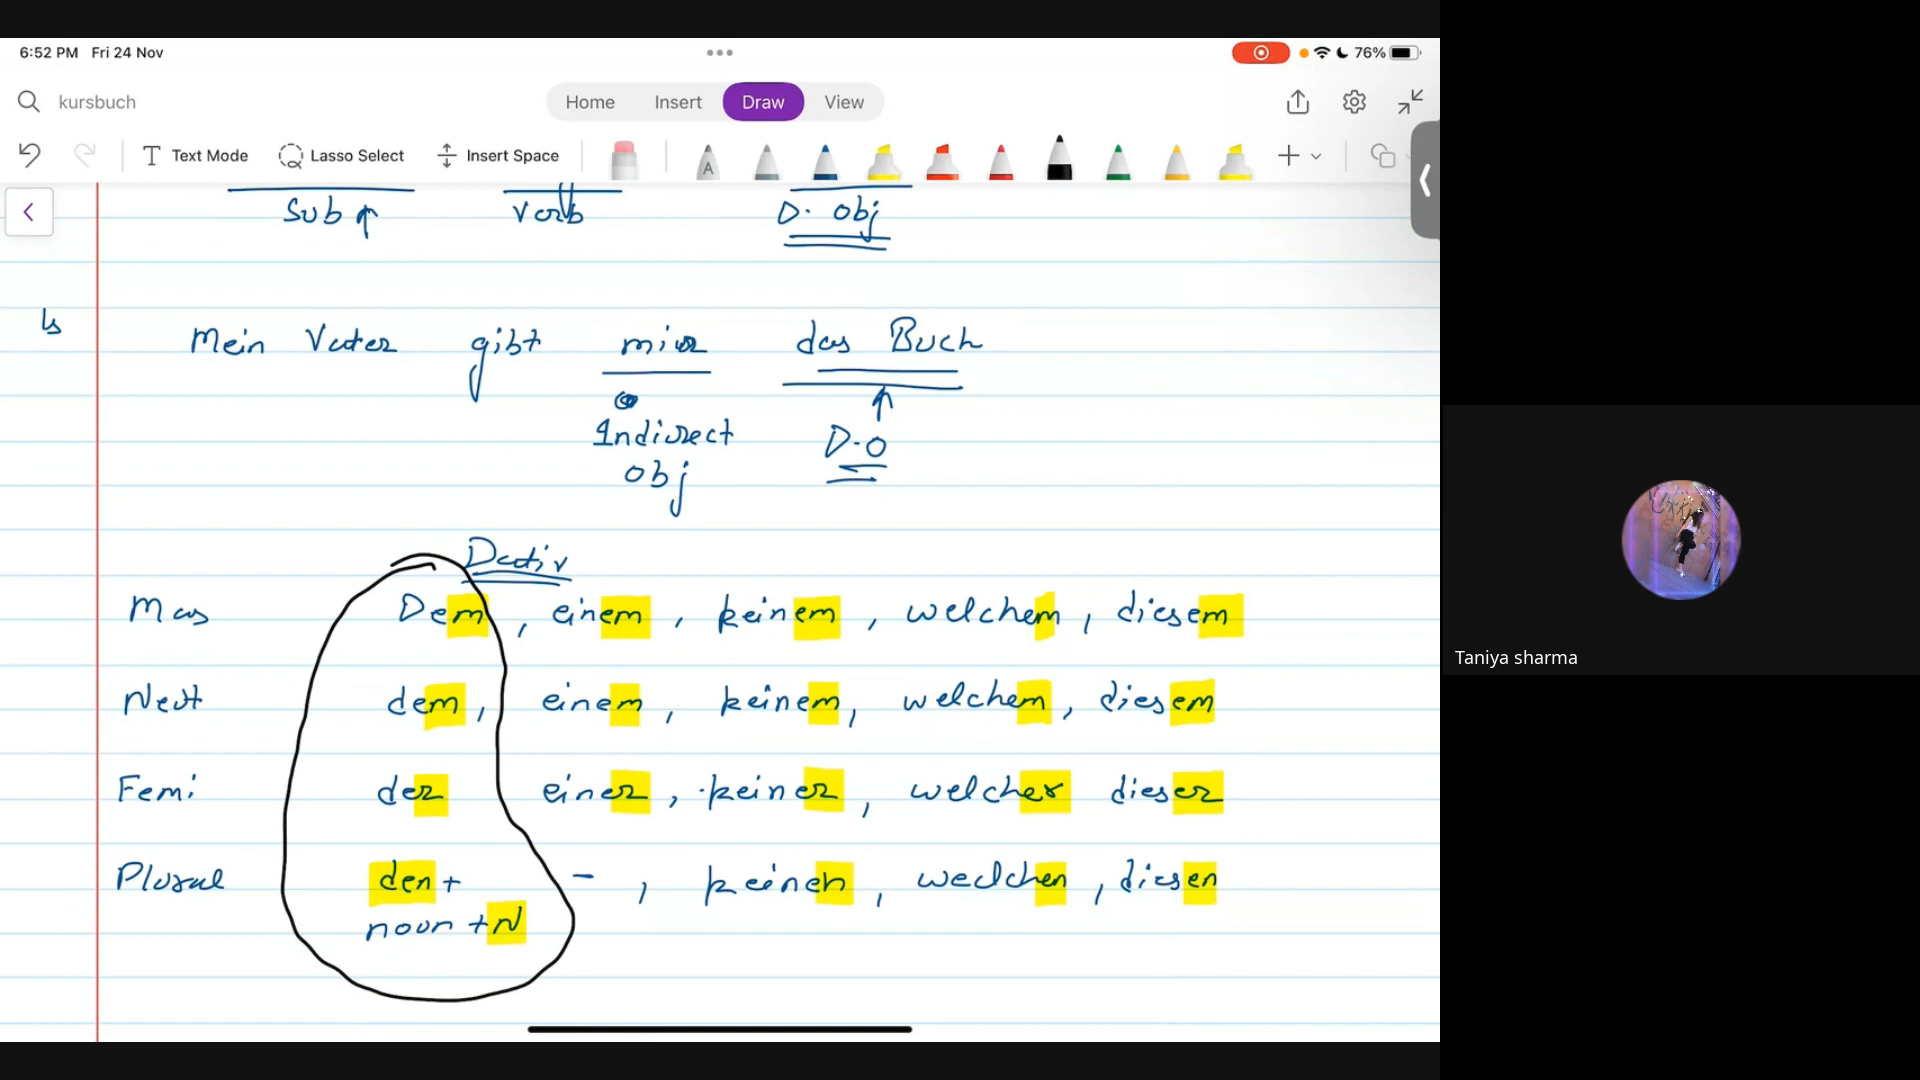 6:52 PM Fri 24 Nov 76%
kursbuch Home Insert Draw View
Text Mode Lasso Select Insert Space A
Sub Verb D. Obj
Mein Vater gibt mir das Buch
Indirect D-O
obj
Dativ
Mas Dem, einem, keinem, welchem, diesem
Neut dem, einem, keinem, welchem, diesem
Femi der einer, keiner, welcher dieser
Plural den + -, keinen, welchen, diesen
noun + N
Taniya sharma